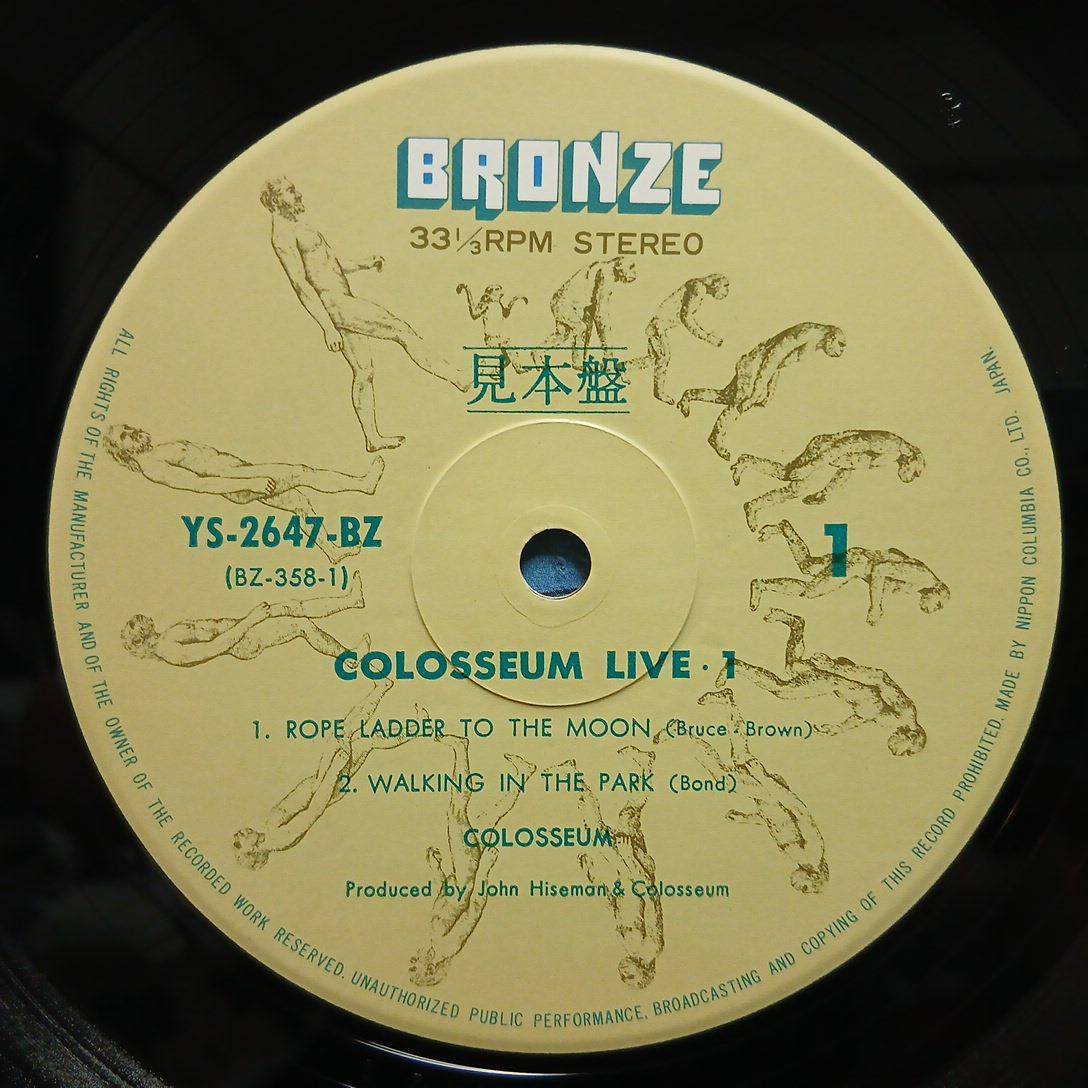 BRONZE
33⅓RPM STEREO
見本盤
YS-2647-BZ
(BZ-358-1)
1
COLOSSEUM LIVE・1
1. ROPE LADDER TO THE MOON (Bruce - Brown)
2. WALKING IN THE PARK (Bond)
COLOSSEUM
Produced by John Hiseman & Colosseum
ALL RIGHTS OF THE MANUFACTURER AND OF THE OWNER OF THE RECORDED WORK RESERVED. UNAUTHORIZED PUBLIC PERFORMANCE, BROADCASTING AND COPYING OF THIS RECORD PROHIBITED. MADE BY NIPPON COLUMBIA CO., LTD. JAPAN.